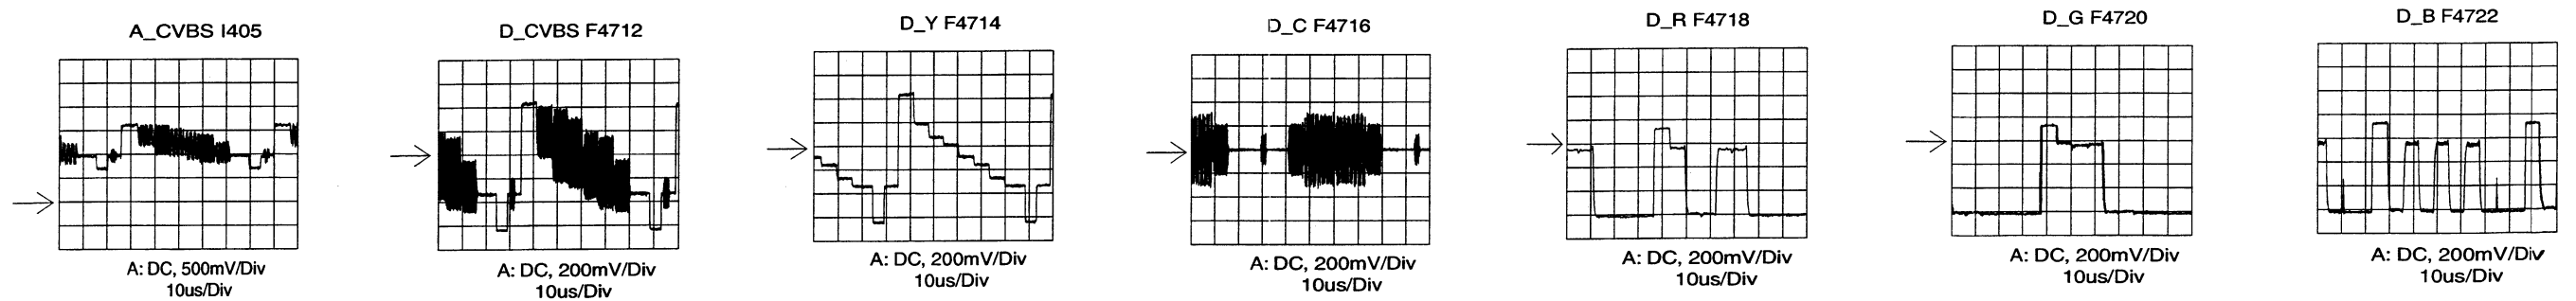 A_CVBS I405
A: DC, 500mV/Div
10us/Div
D_CVBS F4712
A: DC, 200mV/Div
10us/Div
D_Y F4714
A: DC, 200mV/Div
10us/Div
D_C F4716
A: DC, 200mV/Div
10us/Div
D_R F4718
A: DC, 200mV/Div
10us/Div
D_G F4720
A: DC, 200mV/Div
10us/Div
D_B F4722
A: DC, 200mV/Div
10us/Div